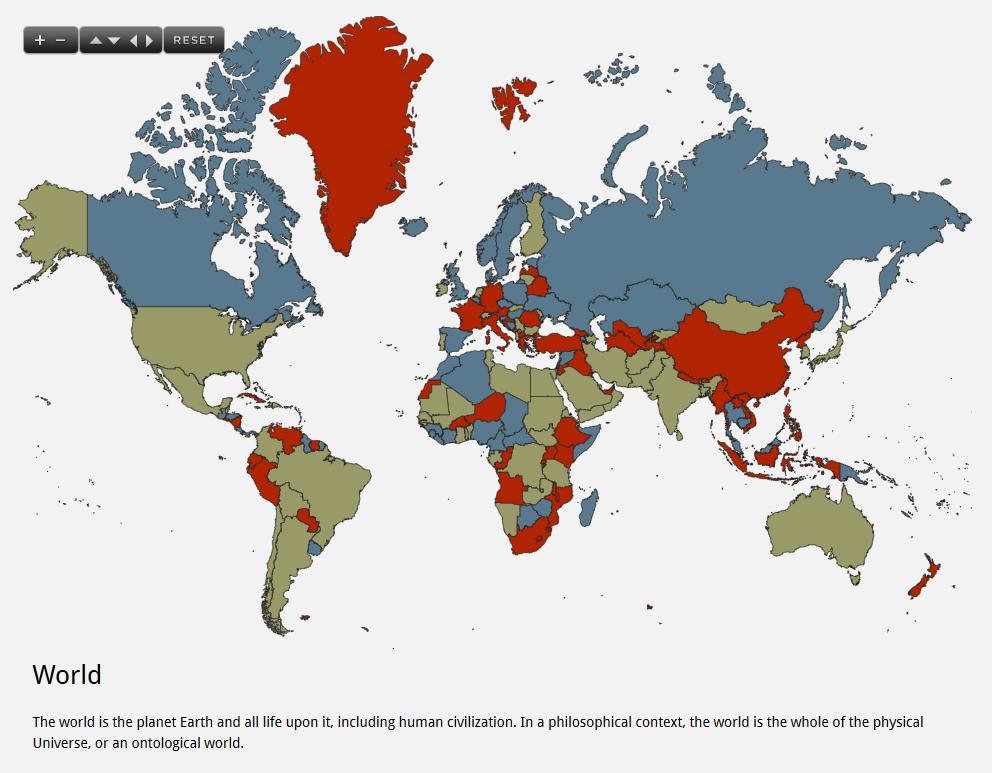 + − RESET
World
The world is the planet Earth and all life upon it, including human civilization. In a philosophical context, the world is the whole of the physical
Universe, or an ontological world.